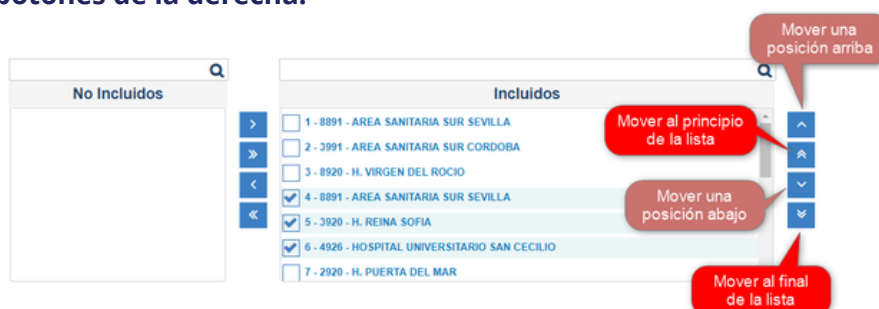 botones de la derecha.
Mover una
posición arriba
No Incluidos
Incluidos
1 - 8891 - AREA SANITARIA SUR SEVILLA
2 - 3991 - AREA SANITARIA SUR CORDOBA
3 - 8920 - H. VIRGEN DEL ROCIO
4 - 8891 - AREA SANITARIA SUR SEVILLA
5 - 3920 - H. REINA SOFIA
6 - 4926 - HOSPITAL UNIVERSITARIO SAN CECILIO
7 - 2920 - H. PUERTA DEL MAR
Mover al principio
de la lista
Mover una
posición abajo
Mover al final
de la lista